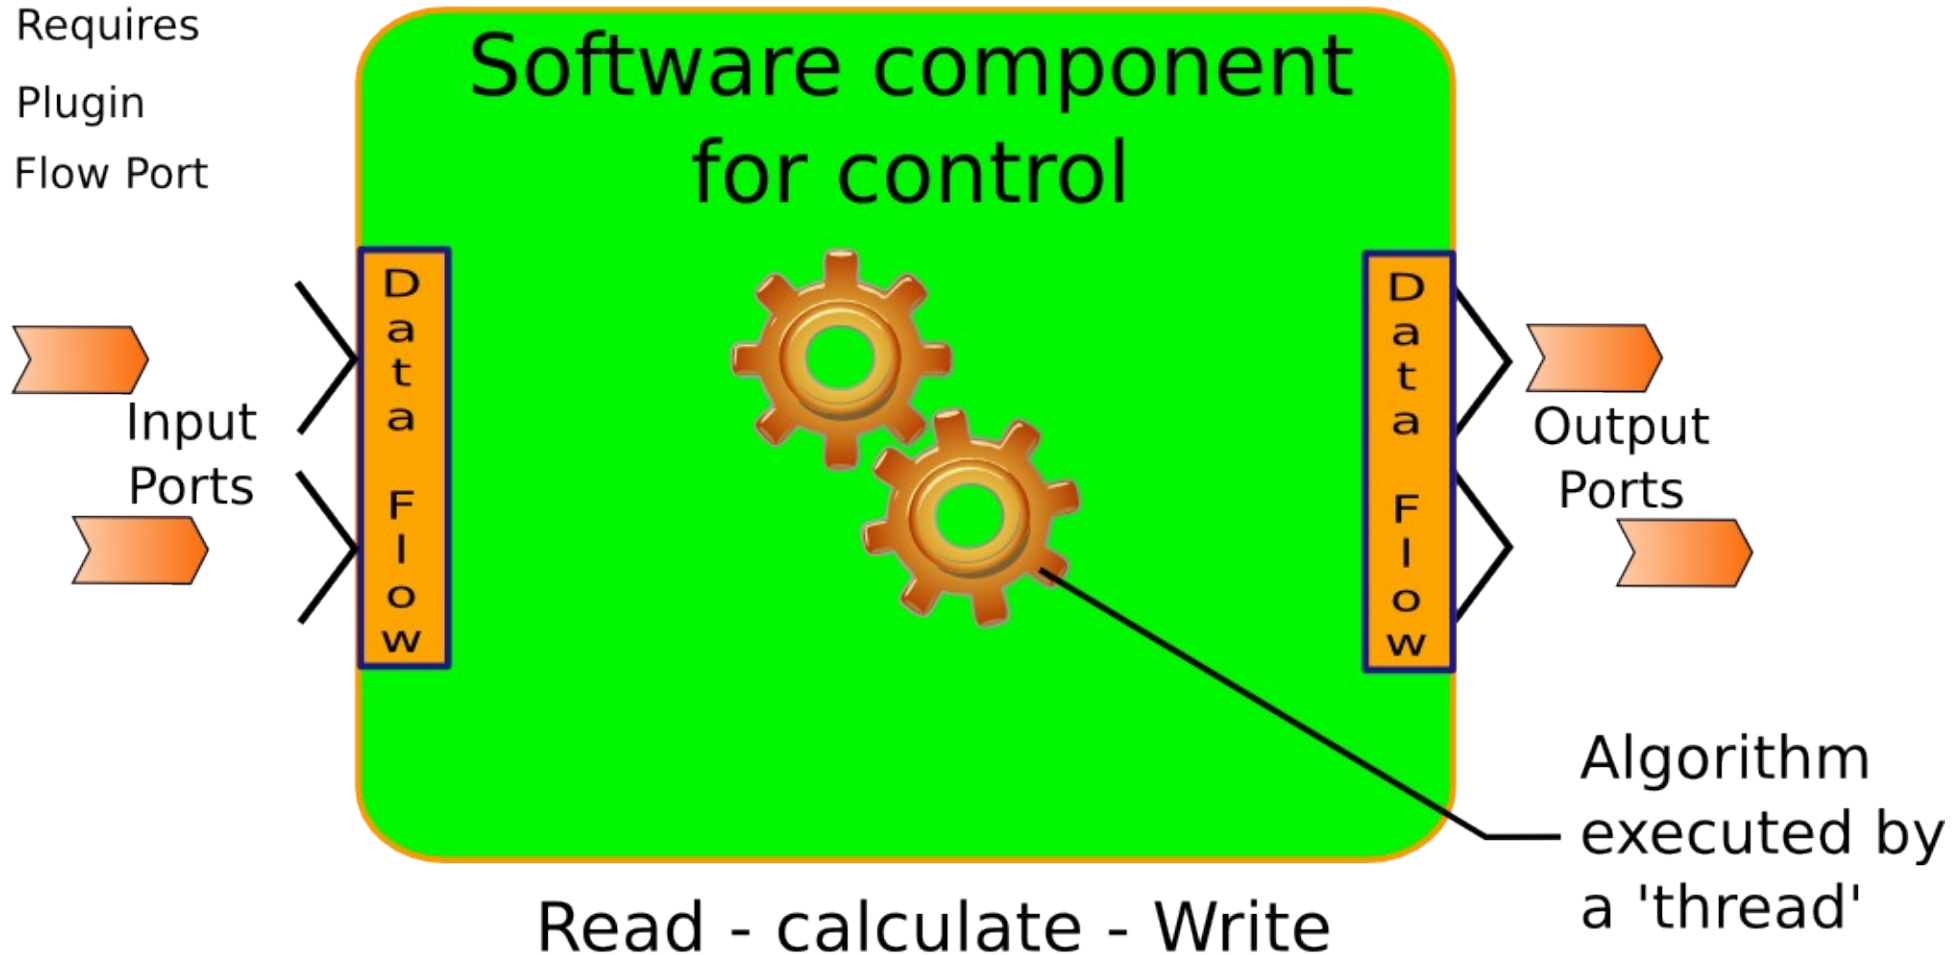 Requires
Plugin
Flow Port
Software component
for control
Data Flow
Input
Ports
Data Flow
Output
Ports
Algorithm
executed by
a 'thread'
Read - calculate - Write